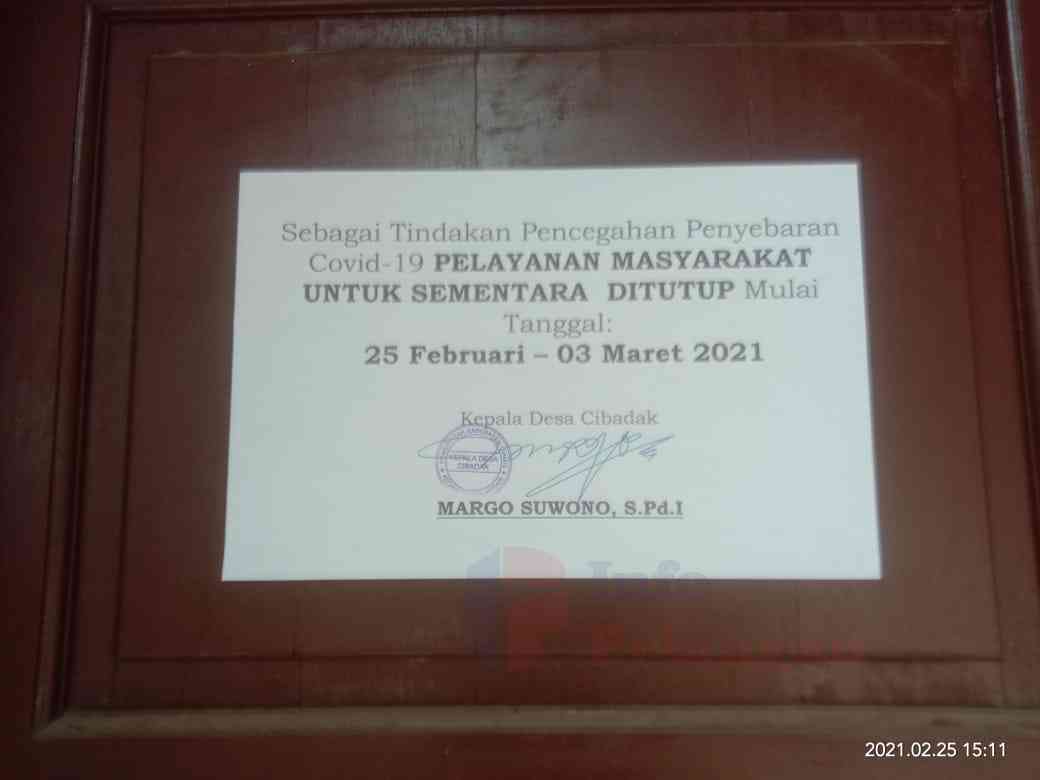 Sebagai Tindakan Pencegahan Penyebaran
Covid-19 PELAYANAN MASYARAKAT
UNTUK SEMENTARA DITUTUP Mulai
Tanggal:
25 Februari – 03 Maret 2021
Kepala Desa Cibadak
KEPALA DESA
CIBADAK
MARGO SUWONO, S.Pd.I
Info
2021.02.25 15:11